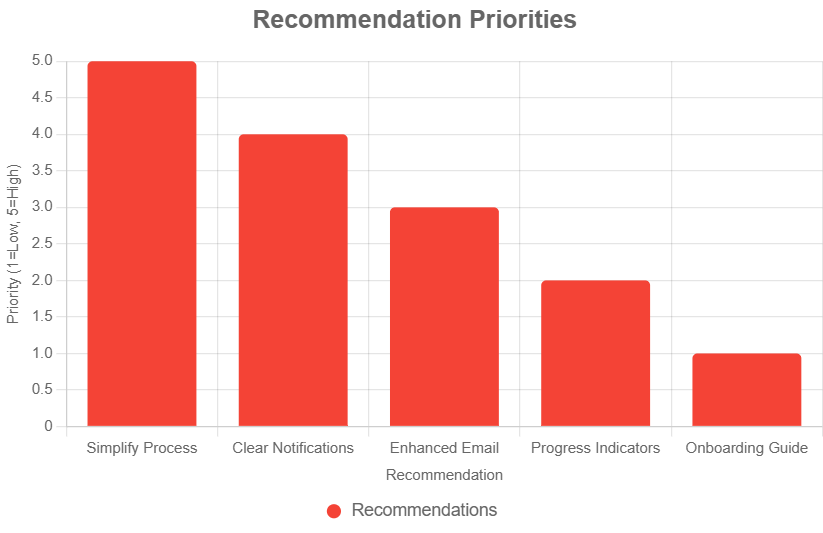 Recommendation Priorities
Priority (1=Low, 5=High)
5.0
4.5
4.0
3.5
3.0
2.5
2.0
1.5
1.0
0.5
0
Simplify Process
Clear Notifications
Enhanced Email
Progress Indicators
Onboarding Guide
Recommendation
Recommendations